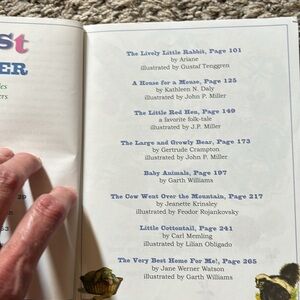 st
ER
ies
ers
29
53
The Lively Little Rabbit, Page 101
by Ariane
illustrated by Gustaf Tenggren
A House for a Mouse, Page 125
by Kathleen N. Daly
illustrated by John P. Miller
The Little Red Hen, Page 149
a favorite folk-tale
illustrated by J.P. Miller
The Large and Growly Bear, Page 173
by Gertrude Crampton
illustrated by John P. Miller
Baby Animals, Page 197
by Garth Williams
The Cow Went Over the Mountain, Page 217
by Jeanette Krinsley
illustrated by Feodor Rojankovsky
Little Cottontail, Page 241
by Carl Memling
illustrated by Lilian Obligado
The Very Best Home For Me!, Page 265
by Jane Werner Watson
illustrated by Garth Williams